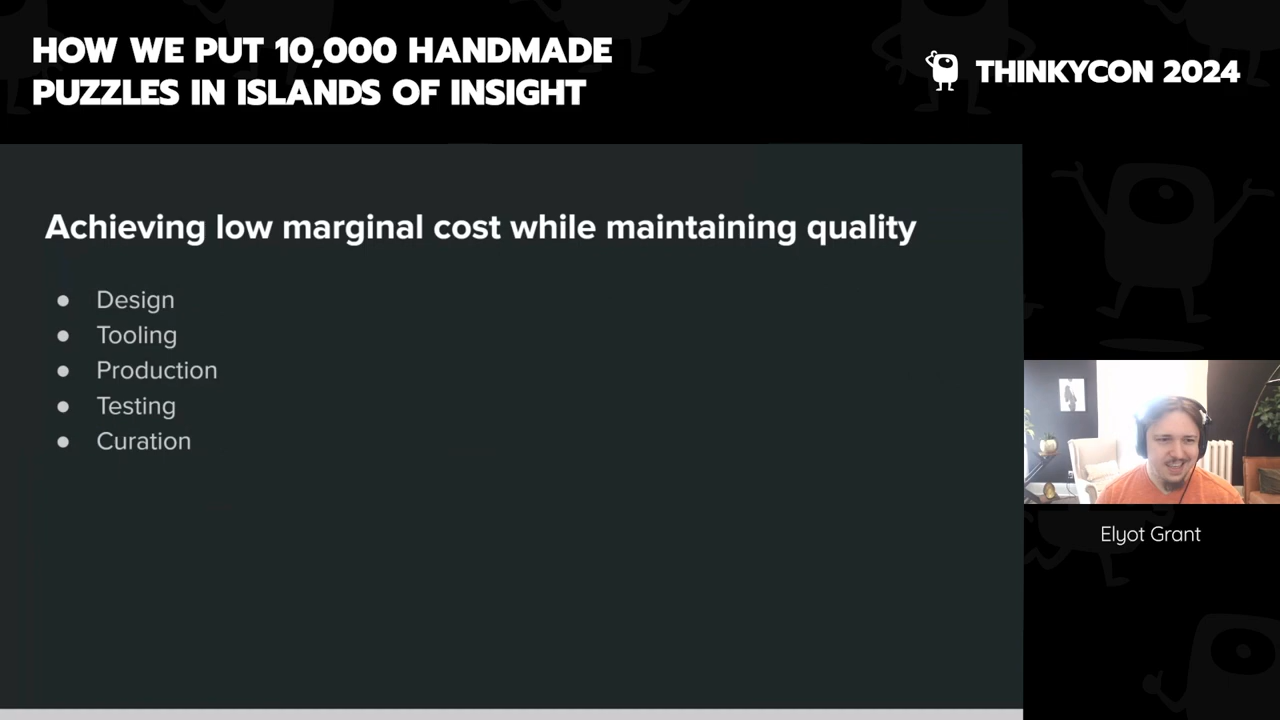 HOW WE PUT 10,000 HANDMADE
PUZZLES IN ISLANDS OF INSIGHT
THINKYCON 2024
Achieving low marginal cost while maintaining quality
● Design
● Tooling
● Production
● Testing
● Curation
Elyot Grant